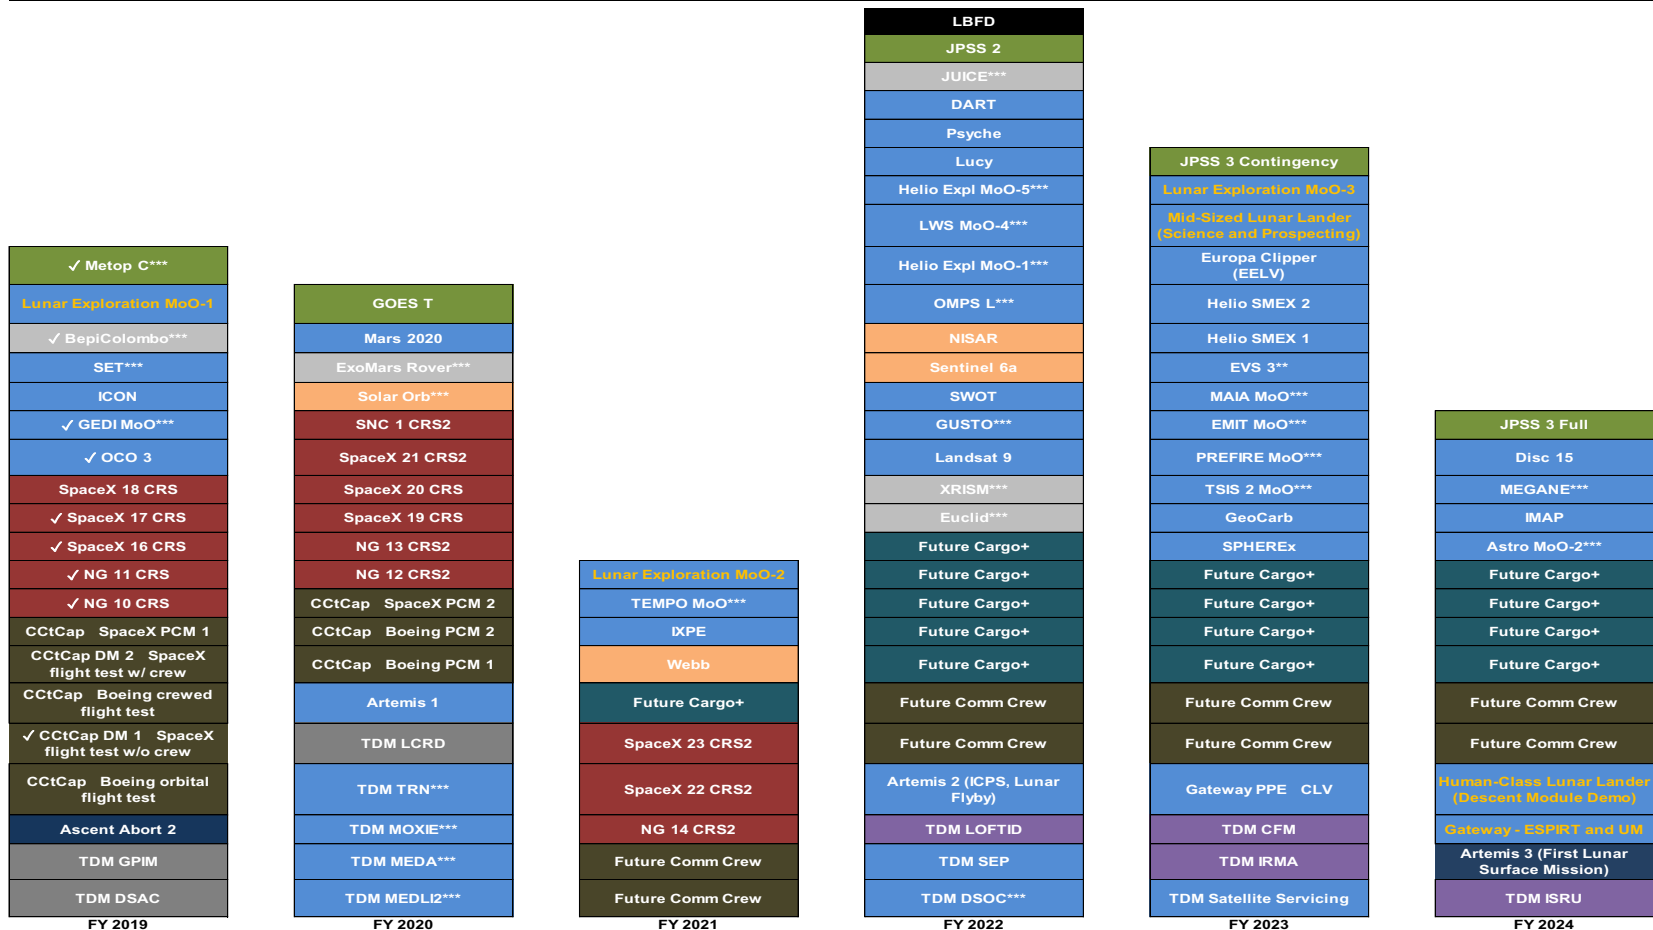 ✓ Metop C***
Lunar Exploration MoO-1
✓ BepiColombo***
SET***
ICON
✓ GEDI MoO***
✓ OCO 3
SpaceX 18 CRS
✓ SpaceX 17 CRS
✓ SpaceX 16 CRS
✓ NG 11 CRS
✓ NG 10 CRS
CCtCap SpaceX PCM 1
CCtCap DM 2 SpaceX
flight test w/ crew
CCtCap Boeing crewed
flight test
✓ CCtCap DM 1 SpaceX
flight test w/o crew
CCtCap Boeing orbital
flight test
Ascent Abort 2
TDM GPIM
TDM DSAC
FY 2019
GOES T
Mars 2020
ExoMars Rover***
Solar Orb***
SNC 1 CRS2
SpaceX 21 CRS2
SpaceX 20 CRS
SpaceX 19 CRS
NG 13 CRS2
NG 12 CRS2
CCtCap SpaceX PCM 2
CCtCap Boeing PCM 2
CCtCap Boeing PCM 1
Artemis 1
TDM LCRD
TDM TRN***
TDM MOXIE***
TDM MEDA***
TDM MEDLI2***
FY 2020
Lunar Exploration MoO-2
TEMPO MoO***
IXPE
Webb
Future Cargo+
SpaceX 23 CRS2
SpaceX 22 CRS2
NG 14 CRS2
Future Comm Crew
Future Comm Crew
FY 2021
LBFD
JPSS 2
JUICE***
DART
Psyche
Lucy
Helio Expl MoO-5***
LWS MoO-4***
Helio Expl MoO-1***
OMPS L***
NISAR
Sentinel 6a
SWOT
GUSTO***
Landsat 9
XRISM***
Euclid***
Future Cargo+
Future Cargo+
Future Cargo+
Future Cargo+
Future Cargo+
Future Comm Crew
Future Comm Crew
Artemis 2 (ICPS, Lunar
Flyby)
TDM LOFTID
TDM SEP
TDM DSOC***
FY 2022
JPSS 3 Contingency
Lunar Exploration MoO-3
Mid-Sized Lunar Lander
(Science and Prospecting)
Europa Clipper
(EELV)
Helio SMEX 2
Helio SMEX 1
EVS 3**
MAIA MoO***
EMIT MoO***
PREFIRE MoO***
TSIS 2 MoO***
GeoCarb
SPHEREx
Future Cargo+
Future Cargo+
Future Cargo+
Future Cargo+
Future Comm Crew
Future Comm Crew
Gateway PPE CLV
TDM CFM
TDM IRMA
TDM Satellite Servicing
FY 2023
JPSS 3 Full
Disc 15
MEGANE***
IMAP
Astro MoO-2***
Future Cargo+
Future Cargo+
Future Cargo+
Future Cargo+
Future Comm Crew
Future Comm Crew
Human-Class Lunar Lander
(Descent Module Demo)
Gateway - ESPIRT and UM
Artemis 3 (First Lunar
Surface Mission)
TDM ISRU
FY 2024